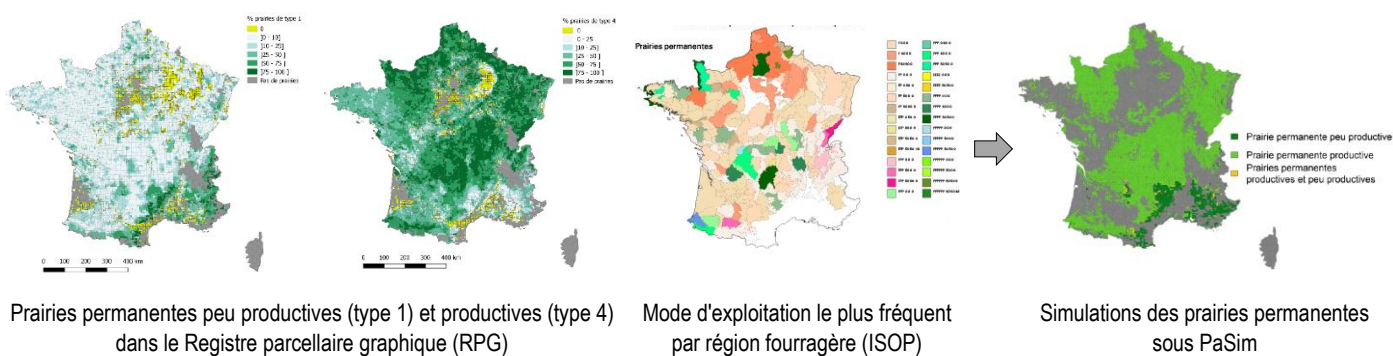 % prairies de type 1
0
]0 - 10]
]10 - 25]
]25 - 50 ]
]50 - 75]
]75 - 100 ]
Pas de prairies
0 100 200 300 400 km
% prairies de type 4
0
0 - 25
]10 - 25]
]25 - 50 ]
]50 - 75]
]75 - 100 ]
Pas de prairies
0 100 200 300 400 km
Prairies permanentes
Prairie permanente peu productive
Prairie permanente productive
Prairies permanentes
productives et peu productives
Prairies permanentes peu productives (type 1) et productives (type 4)
dans le Registre parcellaire graphique (RPG)
Mode d'exploitation le plus fréquent
par région fourragère (ISOP)
Simulations des prairies permanentes
sous PaSim